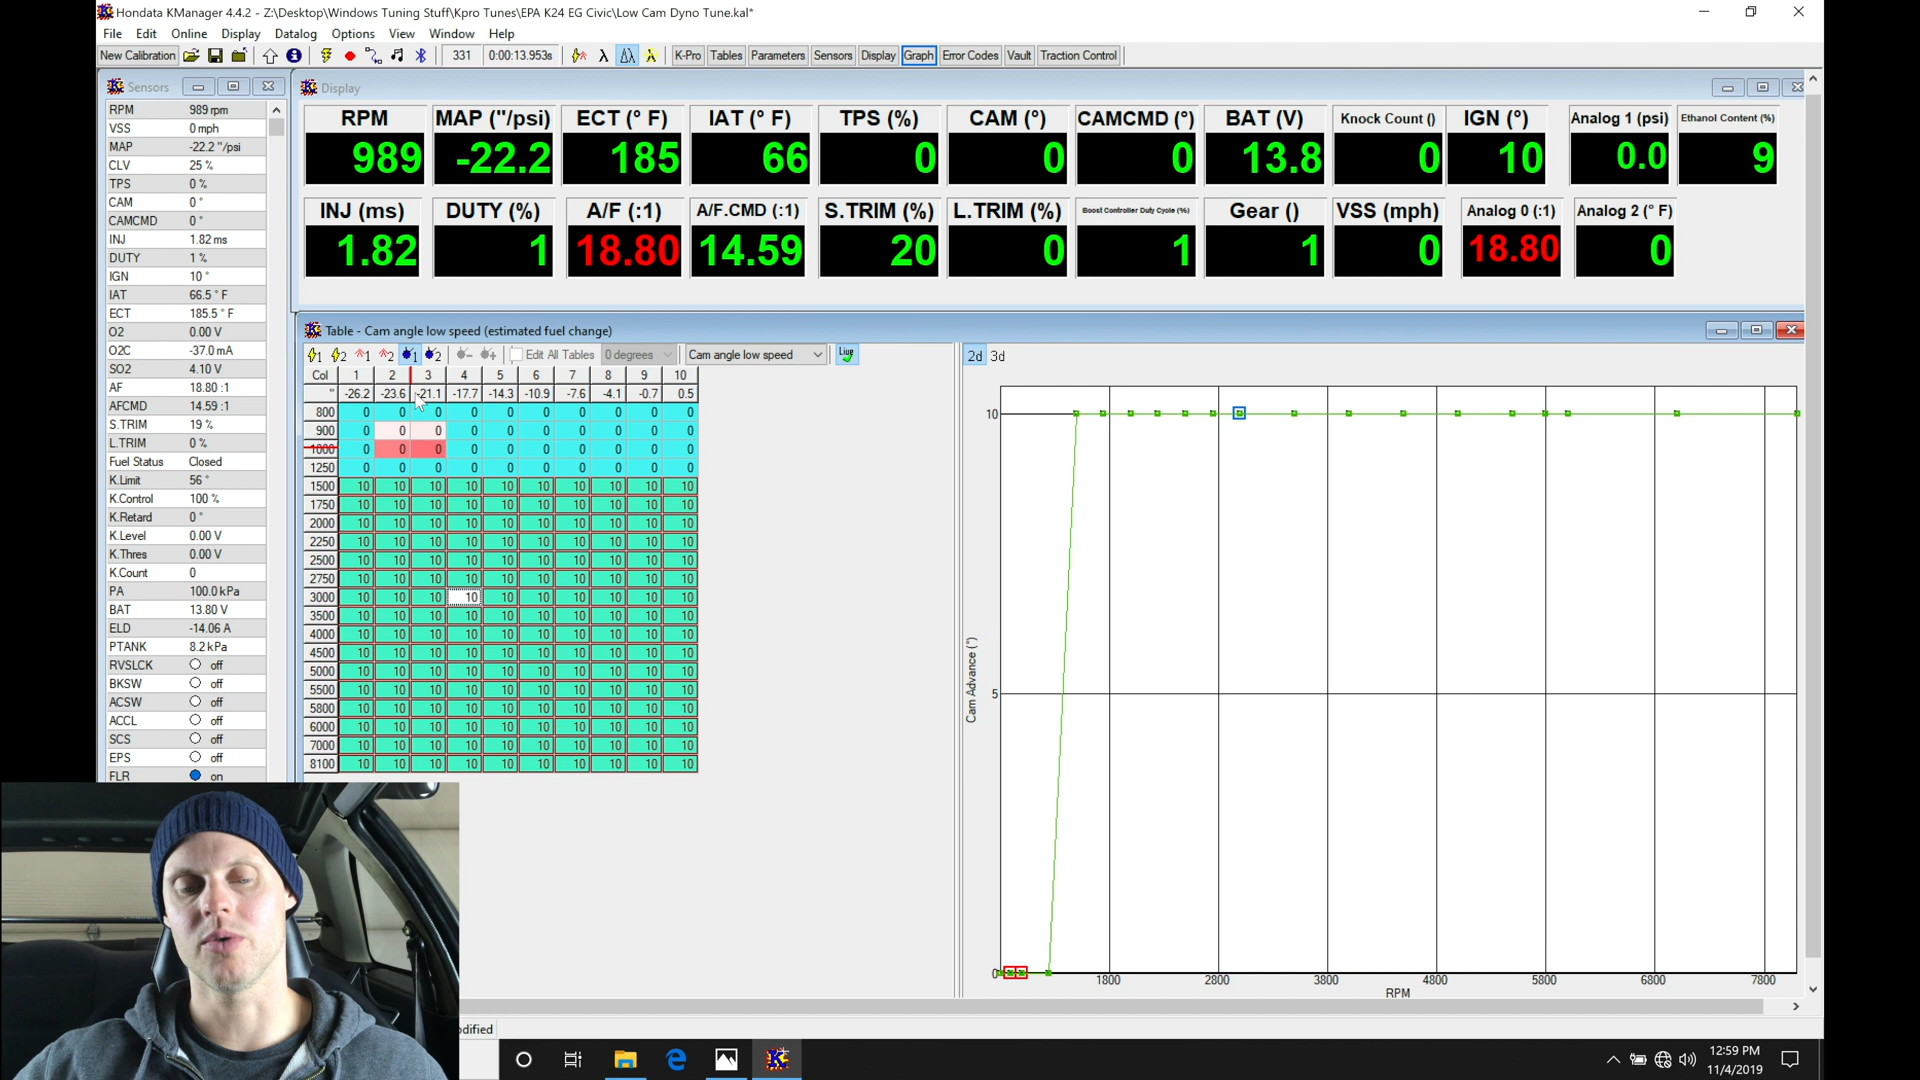 Hondata KManager 4.4.2 - Z:\Desktop\Windows Tuning Stuff\Kpro Tunes\EPA K24 EG Civic\Low Cam Dyno Tune.kal*
File Edit Online Display Datalog Options View Window Help
New Calibration 331 0:00:13.953s K-Pro Tables Parameters Sensors Display Graph Error Codes Vault Traction Control
Sensors
RPM 989 rpm
VSS 0 mph
MAP -22.2 "/psi
CLV 25 %
TPS 0 %
CAM 0 °
CAMCMD 0 °
INJ 1.82 ms
DUTY 1 %
IGN 10 °
IAT 66.5 ° F
ECT 185.5 ° F
O2 0.00 V
O2C -37.0 mA
SO2 4.10 V
AF 18.80 :1
AFCMD 14.59 :1
S.TRIM 19 %
L.TRIM 0 %
Fuel Status Closed
K.Limit 56 °
K.Control 100 %
K.Retard 0 °
K.Level 0.00 V
K.Thres 0.00 V
K.Count 0
PA 100.0 kPa
BAT 13.80 V
ELD -14.06 A
PTANK 8.2 kPa
RVSLCK off
BKSW off
ACSW off
ACCL off
SCS off
EPS off
FLR on
Display
RPM MAP ("/psi) ECT (° F) IAT (° F) TPS (%) CAM (°) CAMCMD (°) BAT (V) Knock Count () IGN (°) Analog 1 (psi) Ethanol Content (%)
989 -22.2 185 66 0 0 0 13.8 0 10 0.0 9
INJ (ms) DUTY (%) A/F (:1) A/F.CMD (:1) S.TRIM (%) L.TRIM (%) Boost Controller Duty Cycle (%) Gear () VSS (mph) Analog 0 (:1) Analog 2 (° F)
1.82 1 18.80 14.59 20 0 1 1 0 18.80 0
Table - Cam angle low speed (estimated fuel change)
1 2 1 2 1 2 Edit All Tables 0 degrees Cam angle low speed Live
Col 1 2 3 4 5 6 7 8 9 10
" -26.2 -23.6 -21.1 -17.7 -14.3 -10.9 -7.6 -4.1 -0.7 0.5
800 0 0 0 0 0 0 0 0 0 0
900 0 0 0 0 0 0 0 0 0 0
1000 0 0 0 0 0 0 0 0 0 0
1250 0 0 0 0 0 0 0 0 0 0
1500 10 10 10 10 10 10 10 10 10 10
1750 10 10 10 10 10 10 10 10 10 10
2000 10 10 10 10 10 10 10 10 10 10
2250 10 10 10 10 10 10 10 10 10 10
2500 10 10 10 10 10 10 10 10 10 10
2750 10 10 10 10 10 10 10 10 10 10
3000 10 10 10 10 10 10 10 10 10 10
3500 10 10 10 10 10 10 10 10 10 10
4000 10 10 10 10 10 10 10 10 10 10
4500 10 10 10 10 10 10 10 10 10 10
5000 10 10 10 10 10 10 10 10 10 10
5500 10 10 10 10 10 10 10 10 10 10
5800 10 10 10 10 10 10 10 10 10 10
6000 10 10 10 10 10 10 10 10 10 10
7000 10 10 10 10 10 10 10 10 10 10
8100 10 10 10 10 10 10 10 10 10 10
2d 3d
10
5
0
Cam Advance (°)
1800 2800 3800 4800 5800 6800 7800
RPM
odified
12:59 PM
11/4/2019